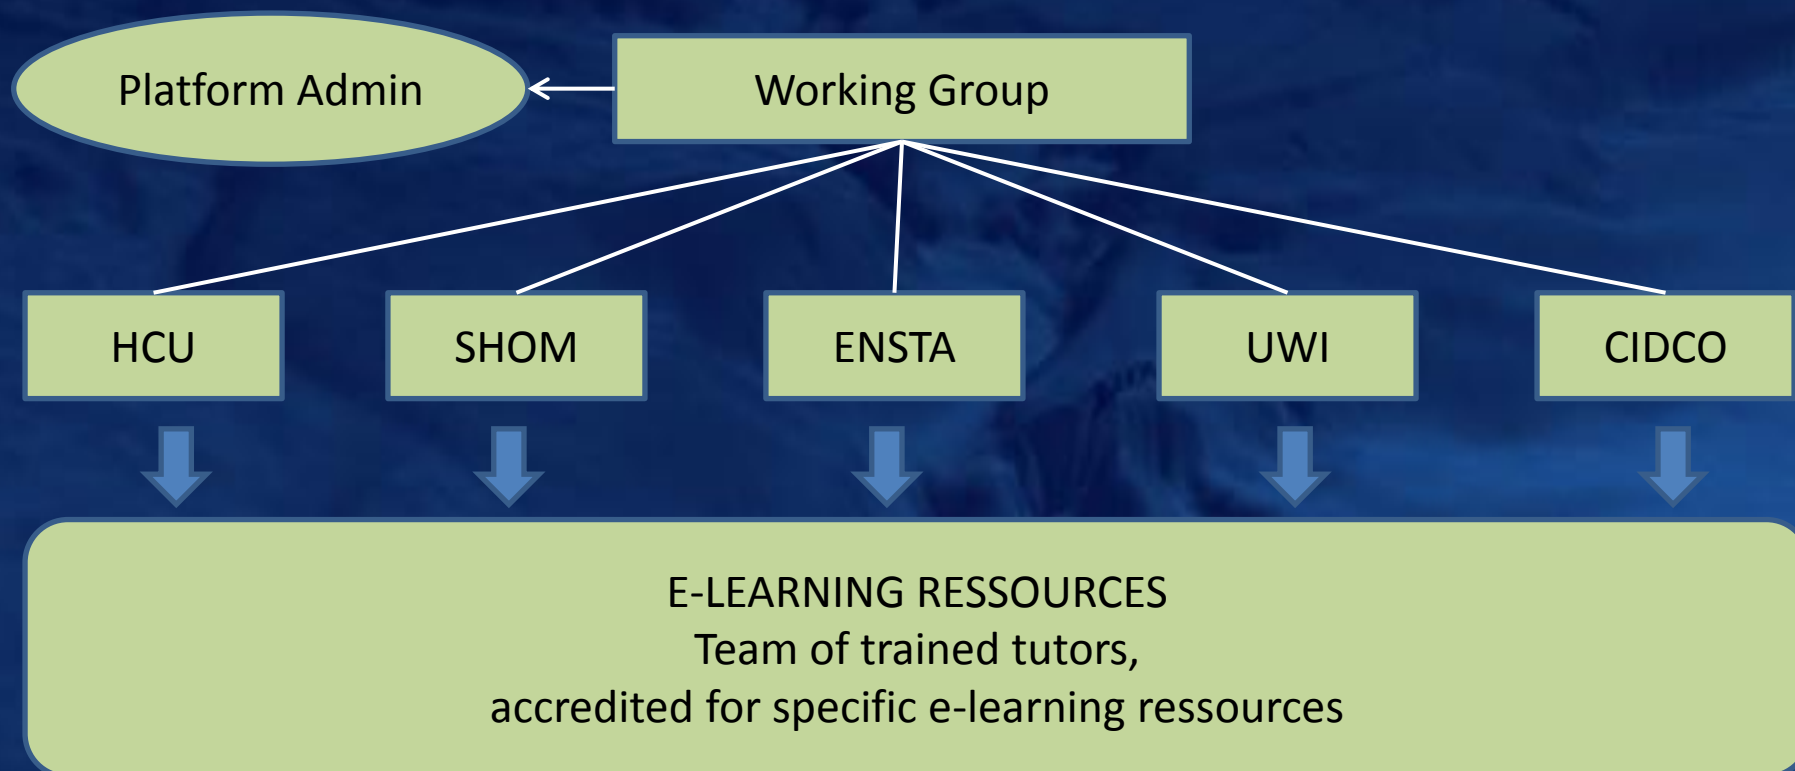 Platform Admin
Working Group
HCU
SHOM
ENSTA
UWI
CIDCO
E-LEARNING RESSOURCES
Team of trained tutors,
accredited for specific e-learning ressources